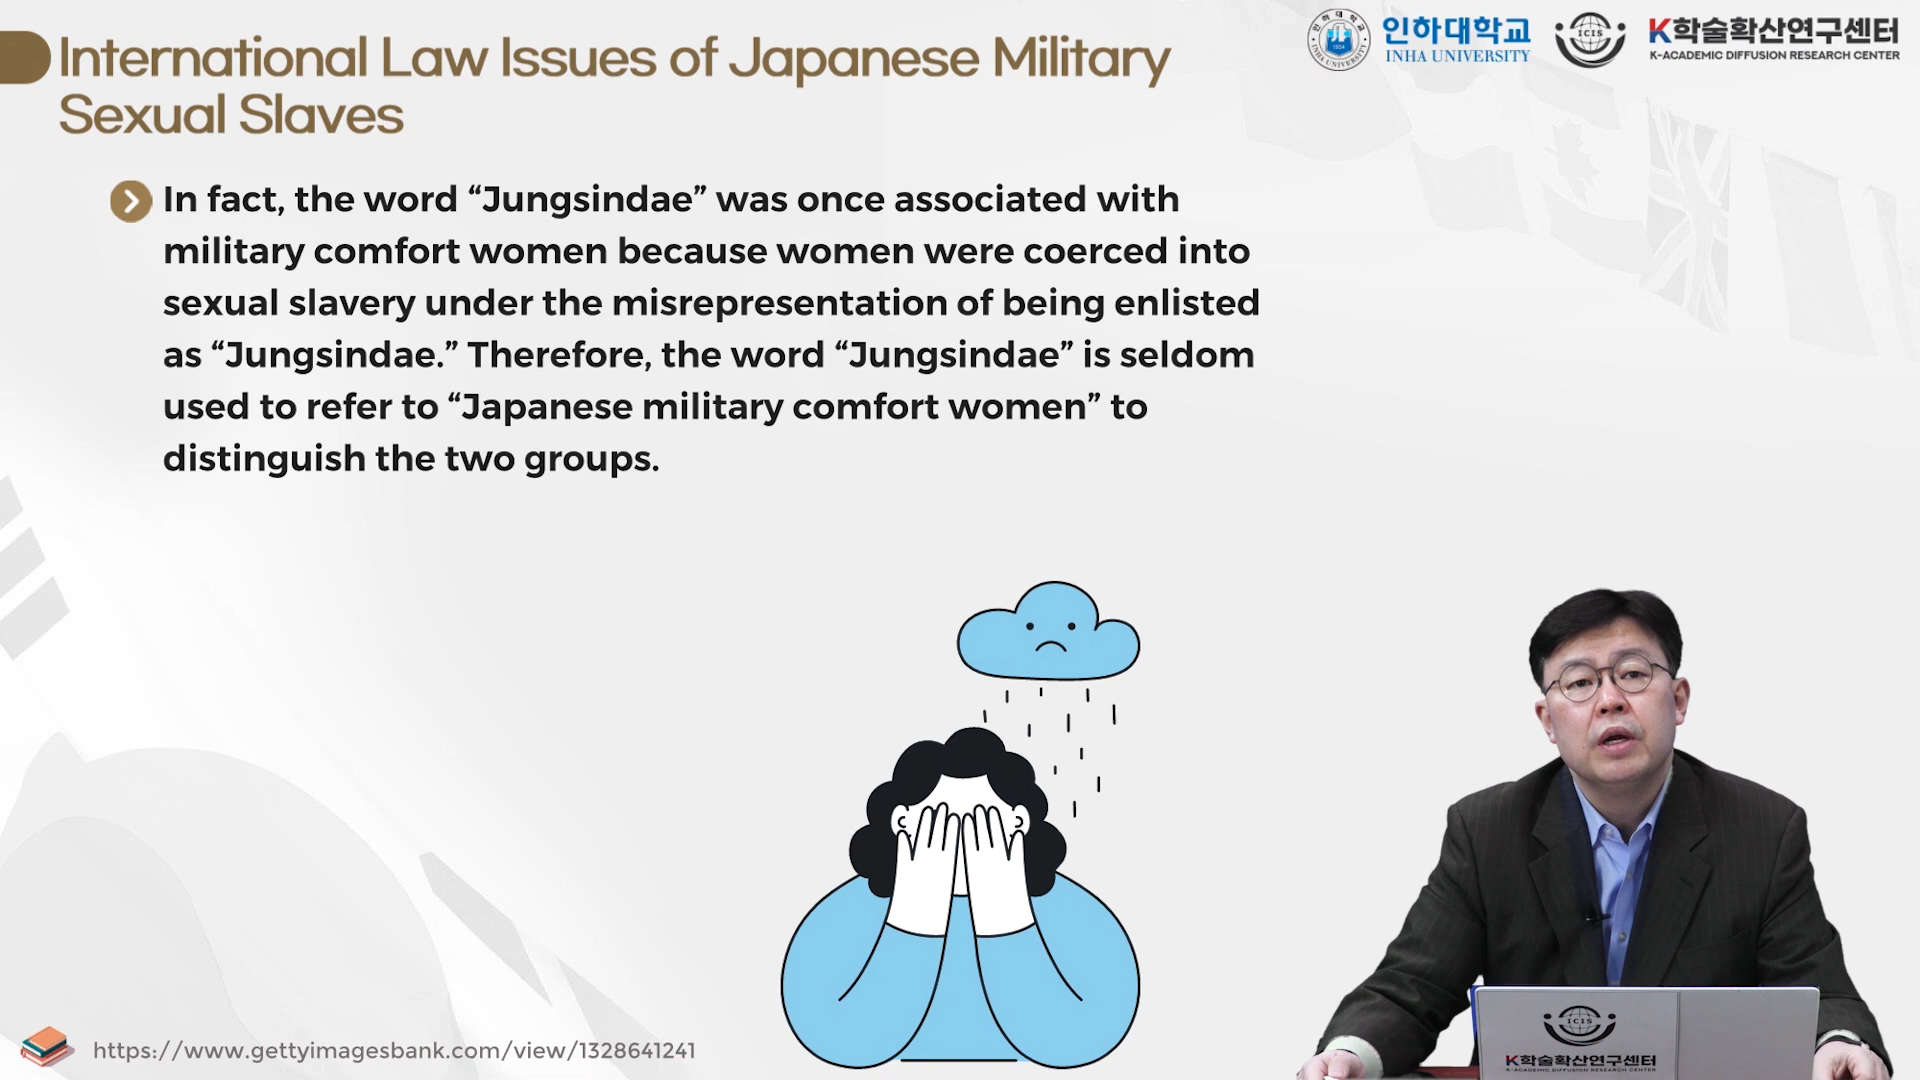 International Law Issues of Japanese Military
Sexual Slaves
인하대학교
INHA UNIVERSITY
ICIS
K학술확산연구센터
K-ACADEMIC DIFFUSION RESEARCH CENTER
In fact, the word “Jungsindae” was once associated with
military comfort women because women were coerced into
sexual slavery under the misrepresentation of being enlisted
as “Jungsindae.” Therefore, the word “Jungsindae” is seldom
used to refer to “Japanese military comfort women” to
distinguish the two groups.
https://www.gettyimagesbank.com/view/1328641241
ICIS
K학술확산연구센터
K-ACADEMIC DIFFUSION RESEARCH CENTER